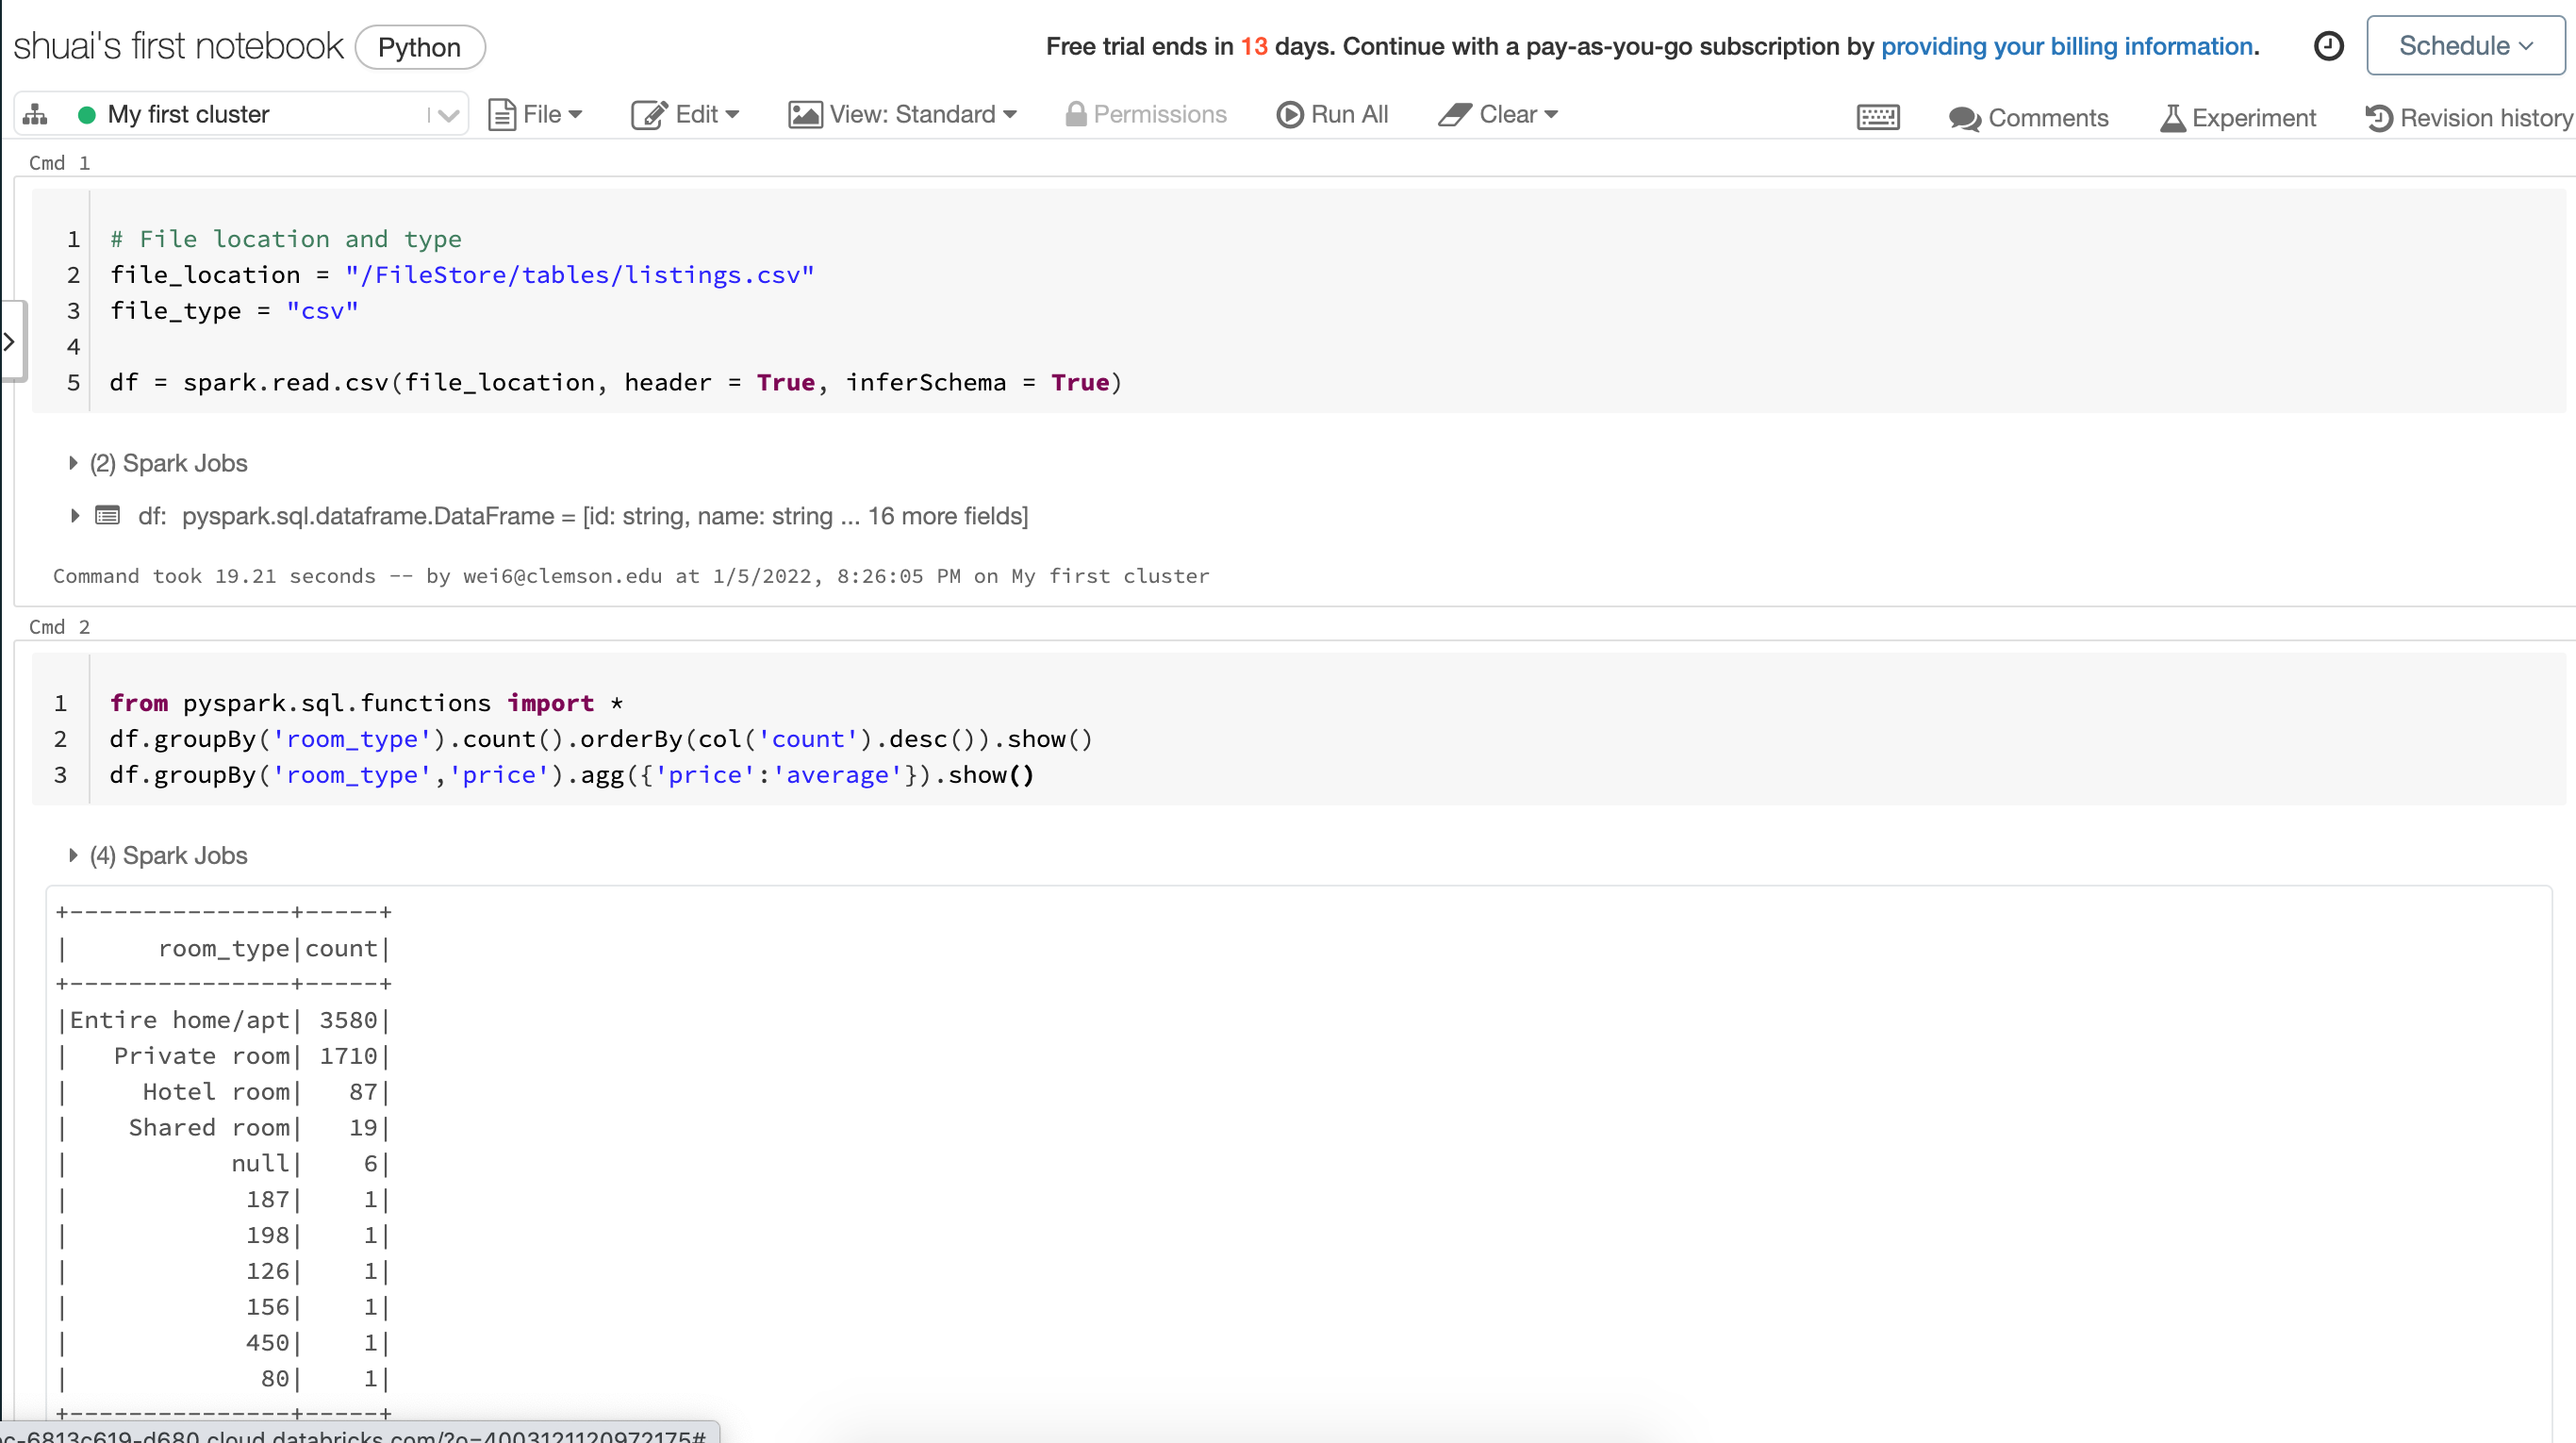 shuai's first notebook Python
Free trial ends in 13 days. Continue with a pay-as-you-go subscription by providing your billing information.
Schedule
My first cluster File Edit View: Standard Permissions Run All Clear Comments Experiment Revision history
Cmd 1
1 # File location and type
2 file_location = "/FileStore/tables/listings.csv"
3 file_type = "csv"
4
5 df = spark.read.csv(file_location, header = True, inferSchema = True)
(2) Spark Jobs
df: pyspark.sql.dataframe.DataFrame = [id: string, name: string ... 16 more fields]
Command took 19.21 seconds -- by wei6@clemson.edu at 1/5/2022, 8:26:05 PM on My first cluster
Cmd 2
1 from pyspark.sql.functions import *
2 df.groupBy('room_type').count().orderBy(col('count').desc()).show()
3 df.groupBy('room_type','price').agg({'price':'average'}).show()
(4) Spark Jobs
+---------------+-----+
|      room_type|count|
+---------------+-----+
|Entire home/apt| 3580|
|   Private room| 1710|
|     Hotel room|   87|
|    Shared room|   19|
|           null|    6|
|            187|    1|
|            198|    1|
|            126|    1|
|            156|    1|
|            450|    1|
|             80|    1|
+---------------+-----+
c-6813c619-d680.cloud.databricks.com/?o=4003121120972175#